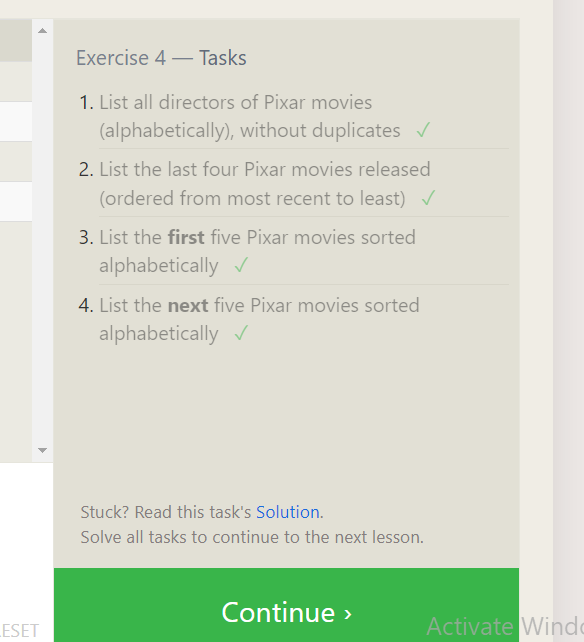 Exercise 4 — Tasks
1. List all directors of Pixar movies
(alphabetically), without duplicates ✓
2. List the last four Pixar movies released
(ordered from most recent to least) ✓
3. List the first five Pixar movies sorted
alphabetically ✓
4. List the next five Pixar movies sorted
alphabetically ✓
Stuck? Read this task's Solution.
Solve all tasks to continue to the next lesson.
Continue ›
ESET
Activate Windo